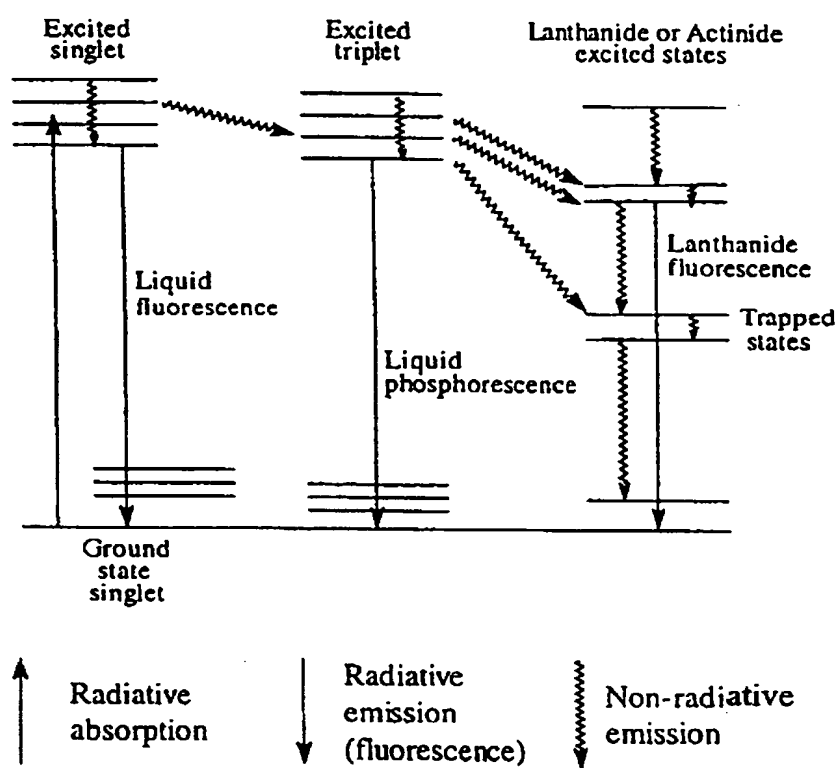 Excited
singlet
Excited
triplet
Lanthanide or Actinide
excited states
Liquid
fluorescence
Liquid
phosphorescence
Lanthanide
fluorescence
Trapped
states
Ground
state
singlet
Radiative
absorption
Radiative
emission
(fluorescence)
Non-radiative
emission